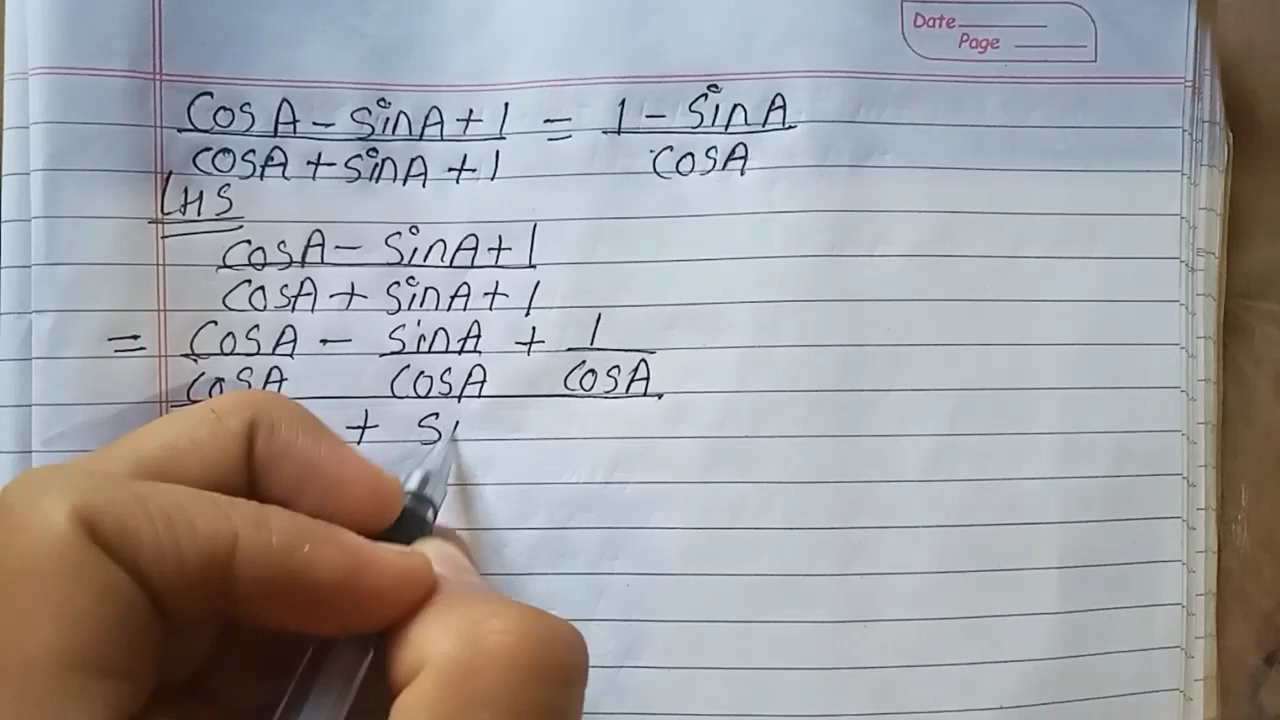 Date
Page
COSA - sinA + 1 = 1 - sinA
COSA + sinA + 1 COSA
LHS
COSA - sinA + 1
COSA + sinA + 1
= COSA - sinA + 1
COSA COSA COSA
+ si